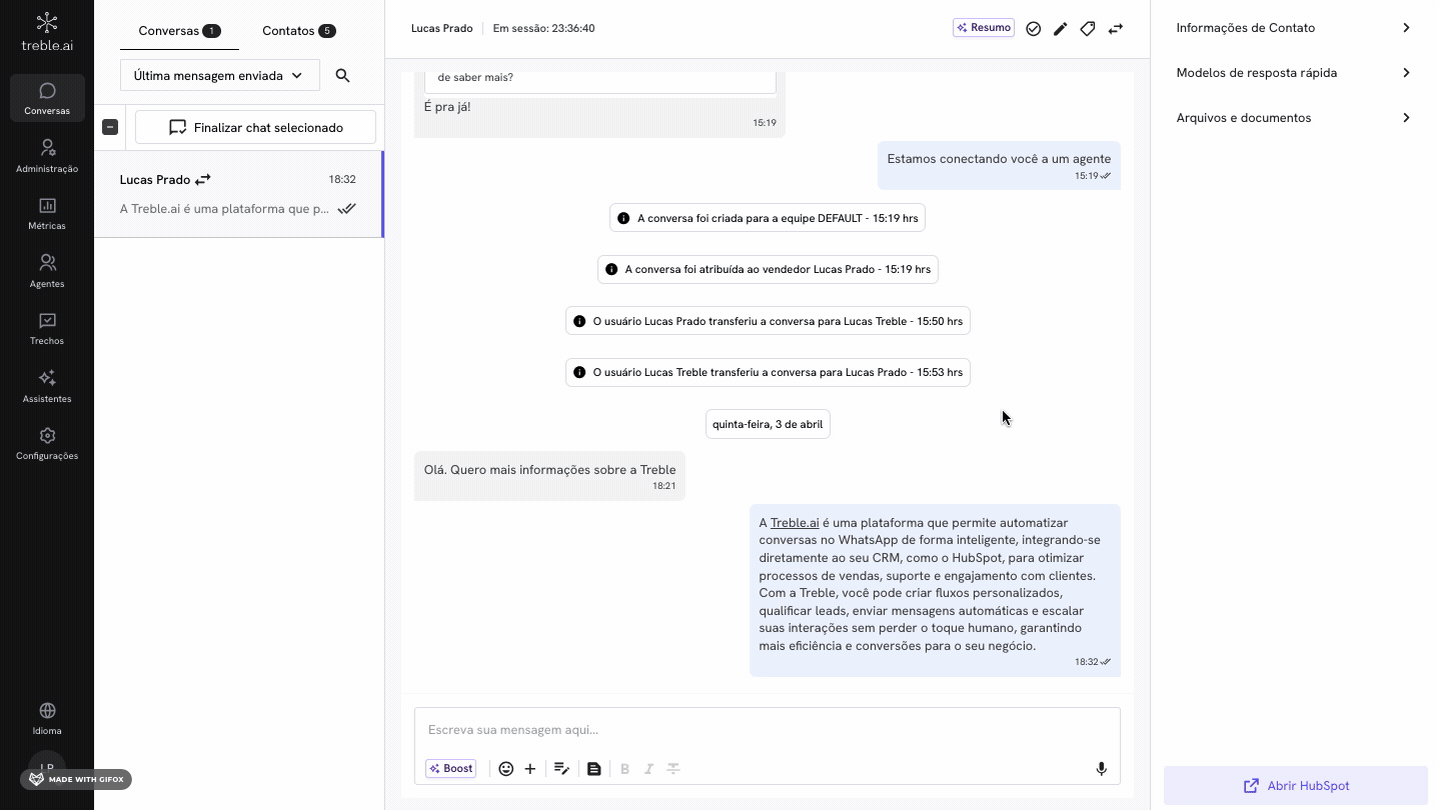 treble.ai
Conversas
Administração
Métricas
Agentes
Trechos
Assistentes
Configurações
Idioma
MADE WITH GIFOX
Conversas 1
Contatos 5
Última mensagem enviada
Finalizar chat selecionado
Lucas Prado
18:32
A Treble.ai é uma plataforma que p...
Lucas Prado
Em sessão: 23:36:40
Resumo
de saber mais?
É pra já!
15:19
Estamos conectando você a um agente
15:19
A conversa foi criada para a equipe DEFAULT - 15:19 hrs
A conversa foi atribuída ao vendedor Lucas Prado - 15:19 hrs
O usuário Lucas Prado transferiu a conversa para Lucas Treble - 15:50 hrs
O usuário Lucas Treble transferiu a conversa para Lucas Prado - 15:53 hrs
quinta-feira, 3 de abril
Olá. Quero mais informações sobre a Treble
18:21
A Treble.ai é uma plataforma que permite automatizar
conversas no WhatsApp de forma inteligente, integrando-se
diretamente ao seu CRM, como o HubSpot, para otimizar
processos de vendas, suporte e engajamento com clientes.
Com a Treble, você pode criar fluxos personalizados,
qualificar leads, enviar mensagens automáticas e escalar
suas interações sem perder o toque humano, garantindo
mais eficiência e conversões para o seu negócio.
18:32
Escreva sua mensagem aqui...
Boost
B
I
S
Informações de Contato
Modelos de resposta rápida
Arquivos e documentos
Abrir HubSpot